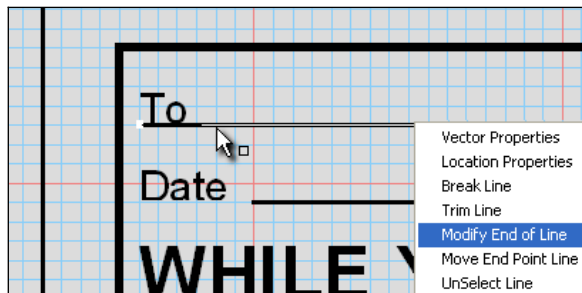 To
Date
WHILE
Vector Properties
Location Properties
Break Line
Trim Line
Modify End of Line
Move End Point Line
UnSelect Line